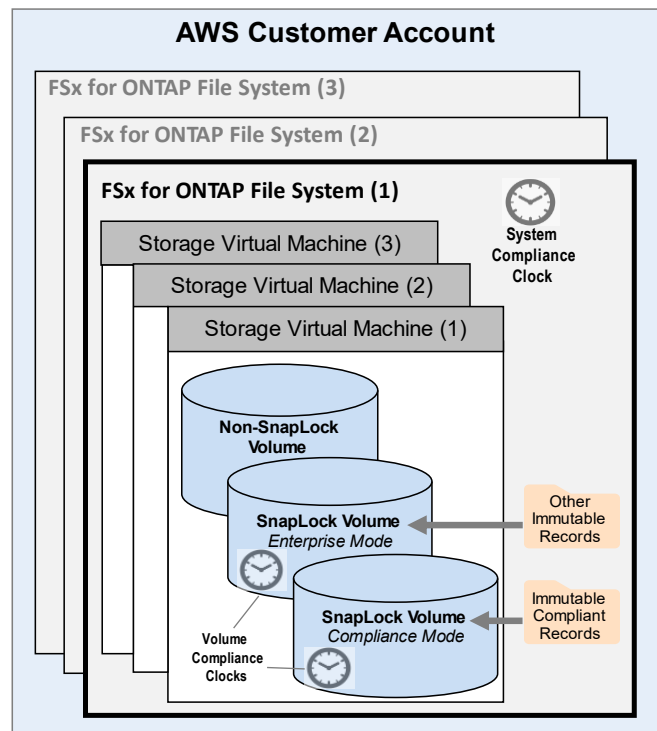 AWS Customer Account
FSx for ONTAP File System (3)
FSx for ONTAP File System (2)
FSx for ONTAP File System (1)
System
Compliance
Clock
Storage Virtual Machine (3)
Storage Virtual Machine (2)
Storage Virtual Machine (1)
Non-SnapLock
Volume
SnapLock Volume
Enterprise Mode
Other
Immutable
Records
SnapLock Volume
Compliance Mode
Immutable
Compliant
Records
Volume
Compliance
Clocks